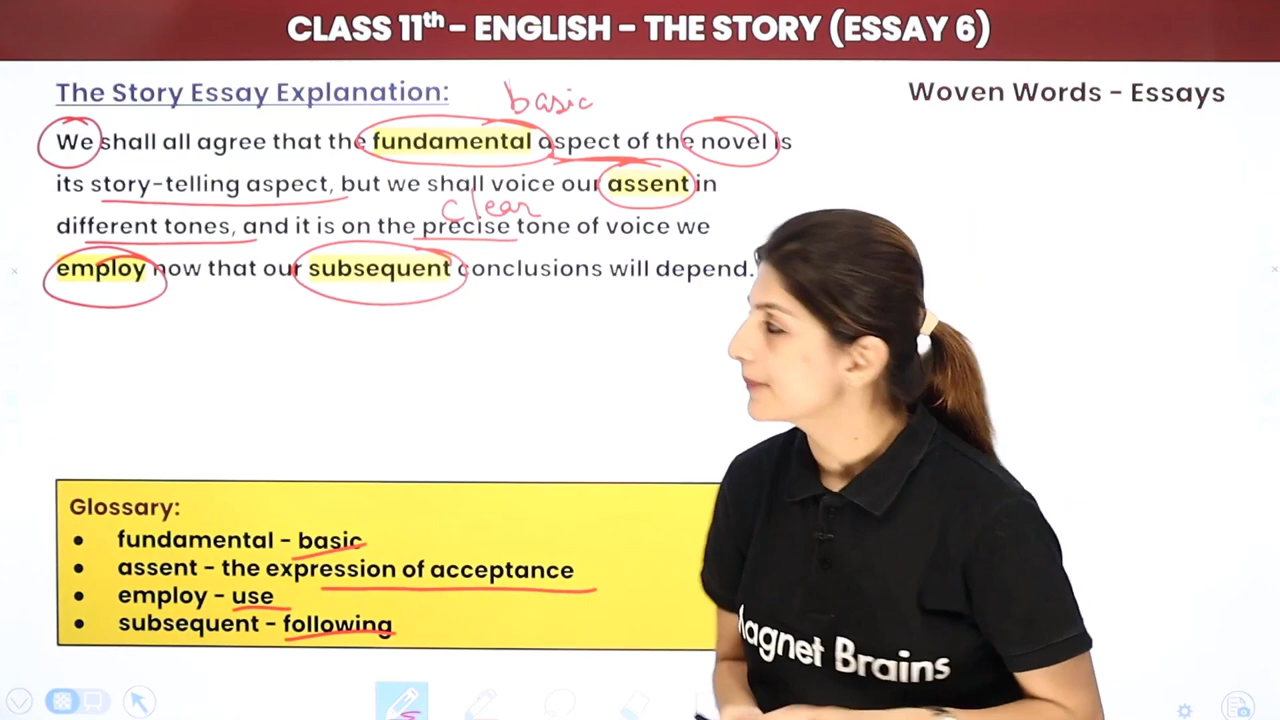 CLASS 11th - ENGLISH - THE STORY (ESSAY 6)
The Story Essay Explanation:
Woven Words - Essays
basic
We shall all agree that the fundamental aspect of the novel is
its story-telling aspect, but we shall voice our assent in
clear
different tones, and it is on the precise tone of voice we
employ now that our subsequent conclusions will depend.
Glossary:
• fundamental - basic
• assent - the expression of acceptance
• employ - use
• subsequent - following
Magnet Brains